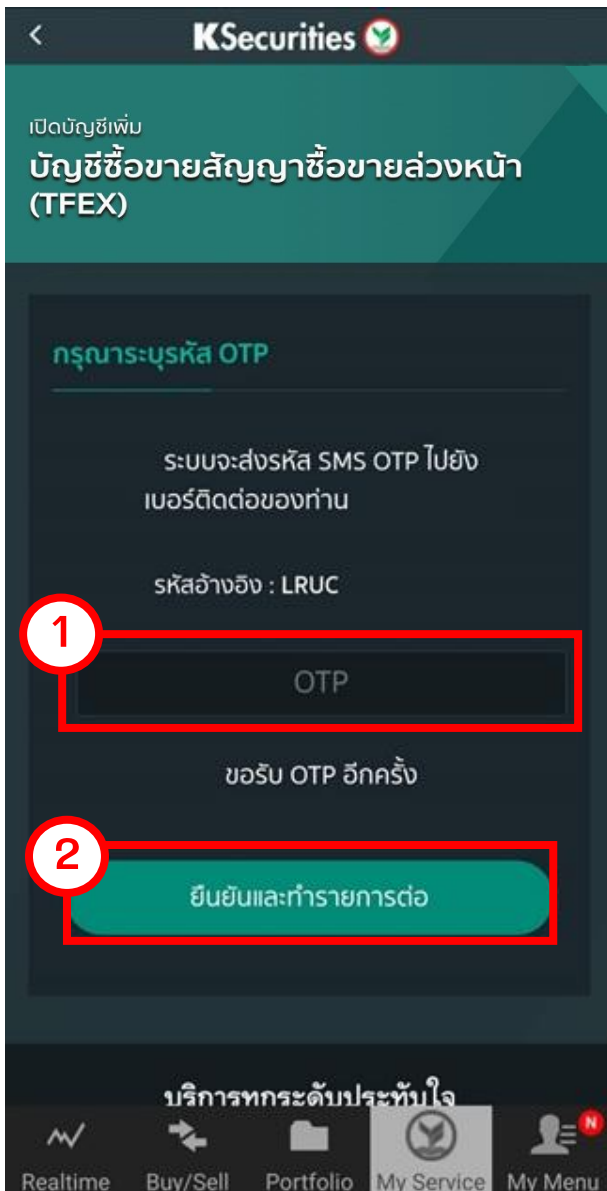 KSecurities
เปิดบัญชีเพิ่ม
บัญชีซื้อขายสัญญาซื้อขายล่วงหน้า
(TFEX)
กรุณาระบุรหัส OTP
ระบบจะส่งรหัส SMS OTP ไปยัง
เบอร์ติดต่อของท่าน
รหัสอ้างอิง : LRUC
1
OTP
ขอรับ OTP อีกครั้ง
2
ยืนยันและทำรายการต่อ
บริการทุกระดับประทับใจ
N
Realtime Buy/Sell Portfolio My Service My Menu